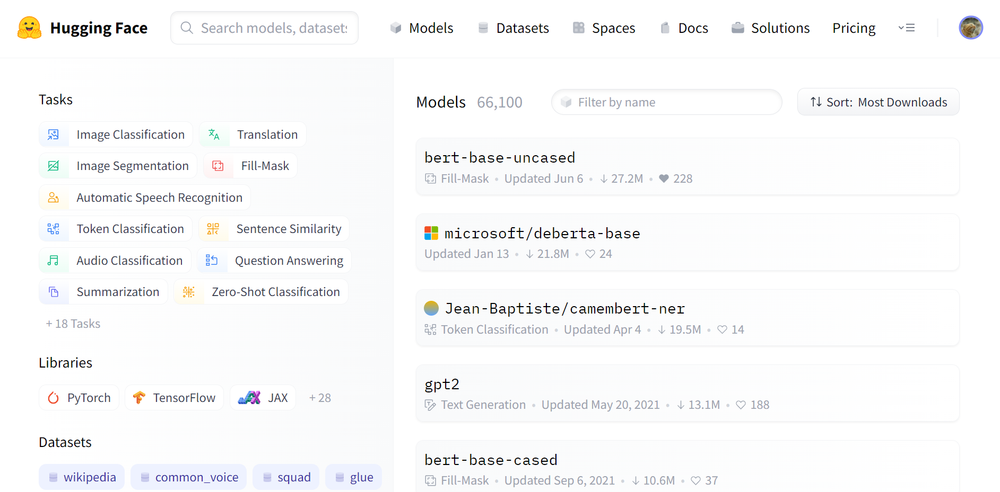 Hugging Face
Search models, datasets
Models
Datasets
Spaces
Docs
Solutions
Pricing
Tasks
Image Classification
Translation
Image Segmentation
Fill-Mask
Automatic Speech Recognition
Token Classification
Sentence Similarity
Audio Classification
Question Answering
Summarization
Zero-Shot Classification
+ 18 Tasks
Libraries
PyTorch
TensorFlow
JAX
+ 28
Datasets
wikipedia
common_voice
squad
glue
Models 66,100
Filter by name
Sort: Most Downloads
bert-base-uncased
Fill-Mask • Updated Jun 6 • ↓ 27.2M • ♥ 228
microsoft/deberta-base
Updated Jan 13 • ↓ 21.8M • ♡ 24
Jean-Baptiste/camembert-ner
Token Classification • Updated Apr 4 • ↓ 19.5M • ♡ 14
gpt2
Text Generation • Updated May 20, 2021 • ↓ 13.1M • ♡ 188
bert-base-cased
Fill-Mask • Updated Sep 6, 2021 • ↓ 10.6M • ♡ 37